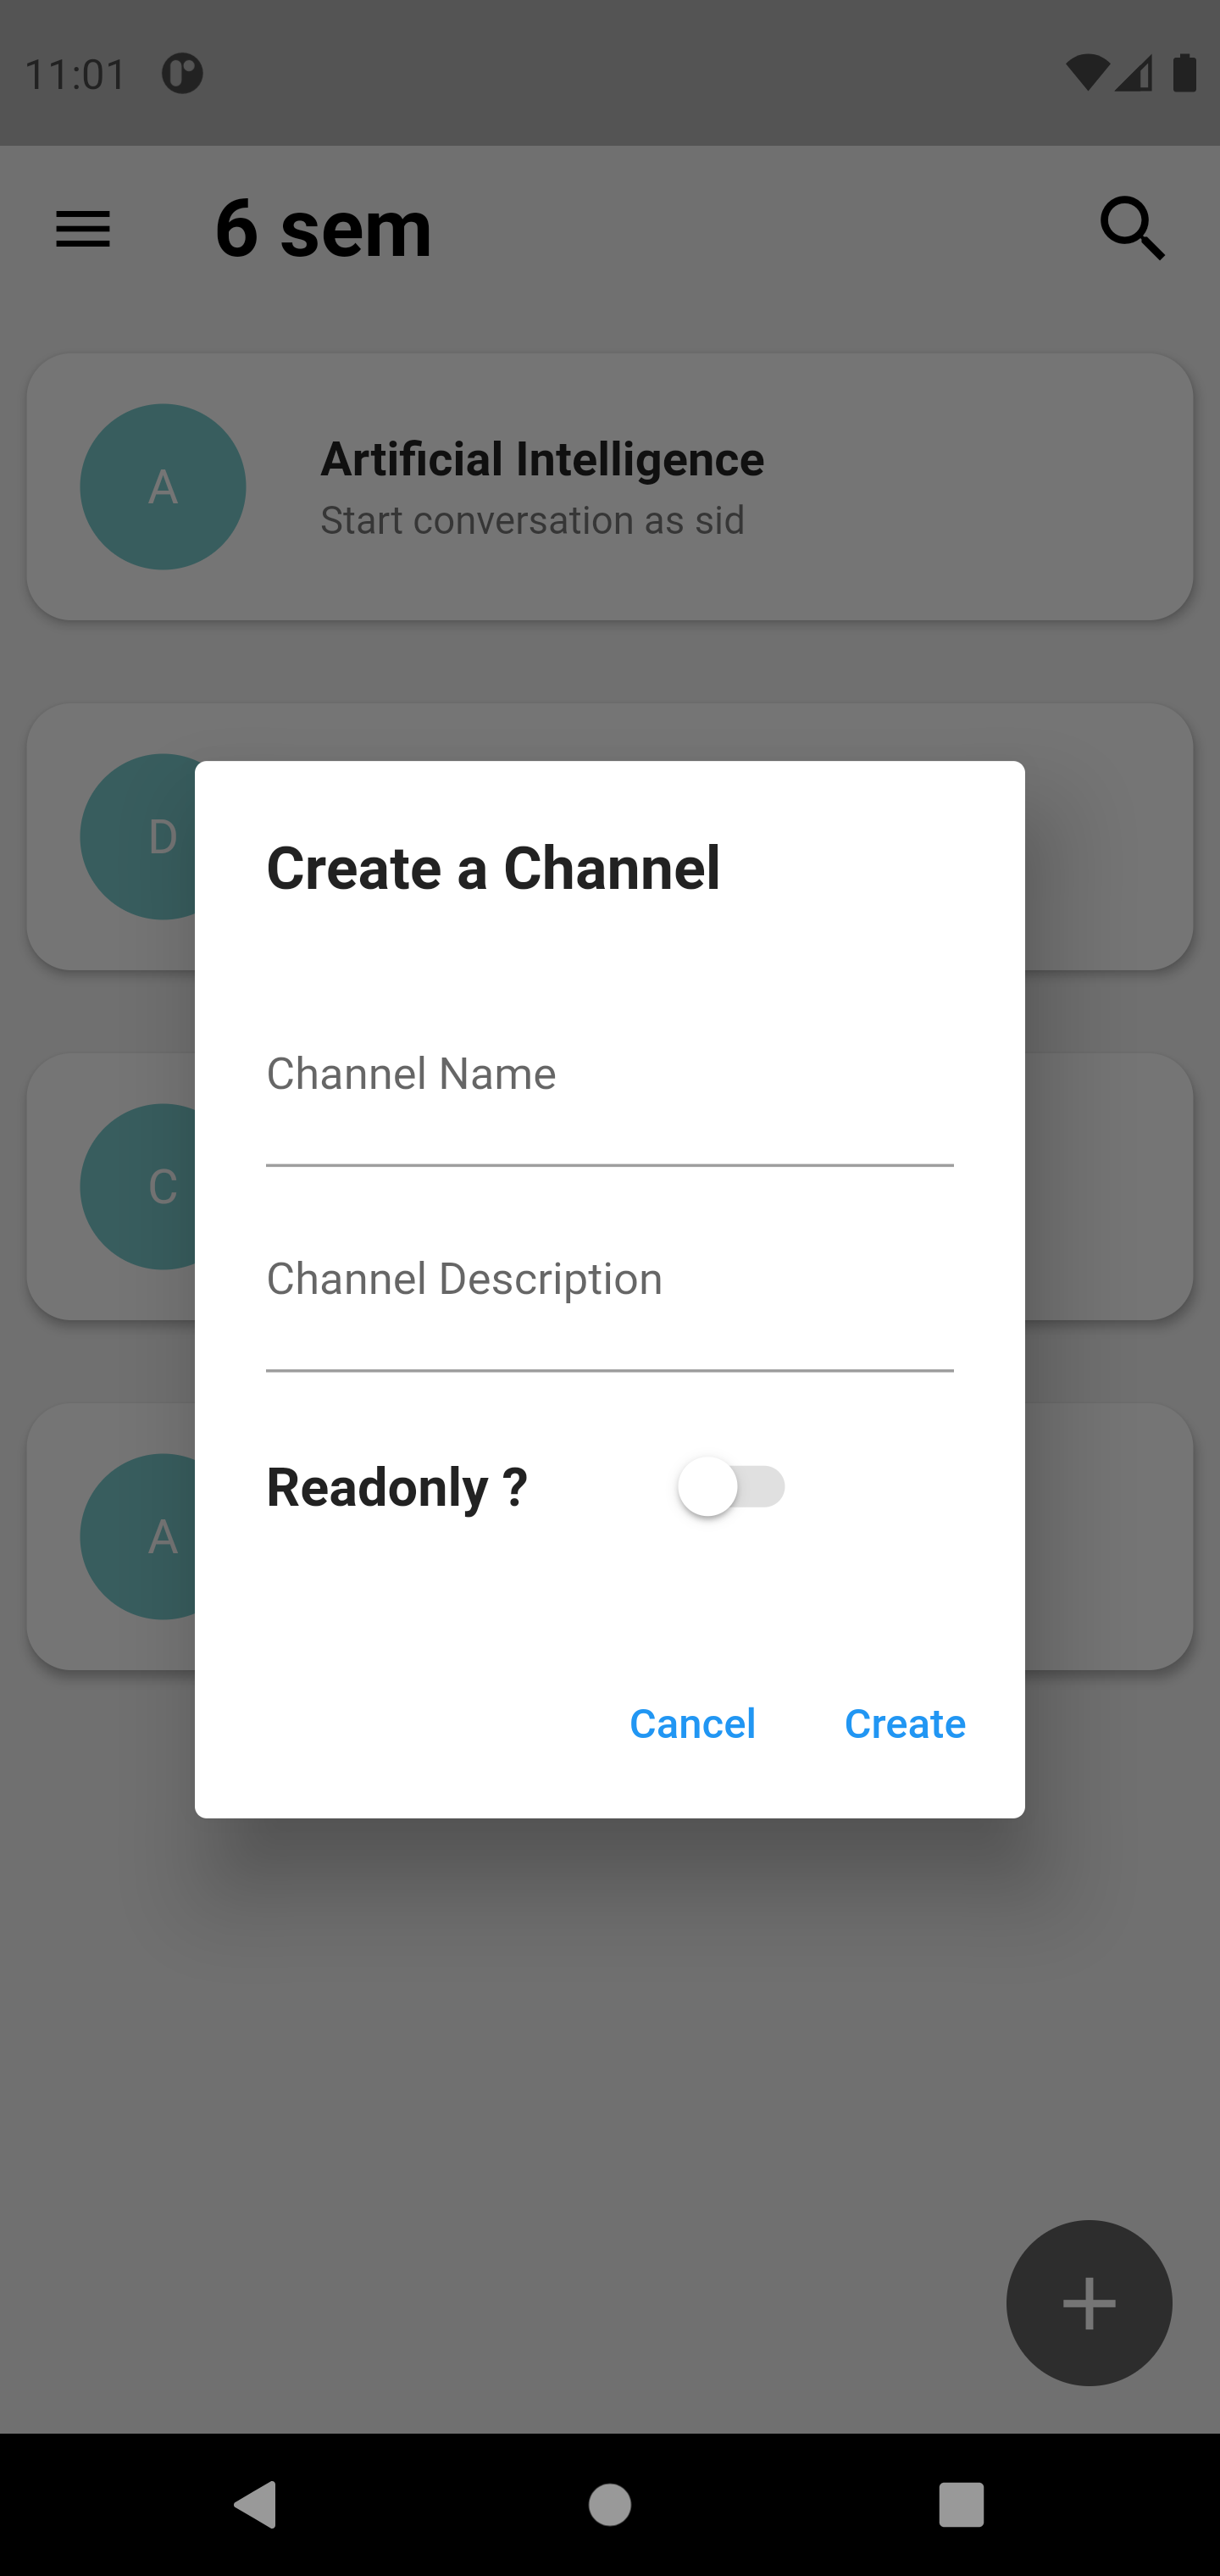 11:01
6 sem
A
Artificial Intelligence
Start conversation as sid
D
Create a Channel
Channel Name
C
Channel Description
Readonly ?
A
Cancel Create